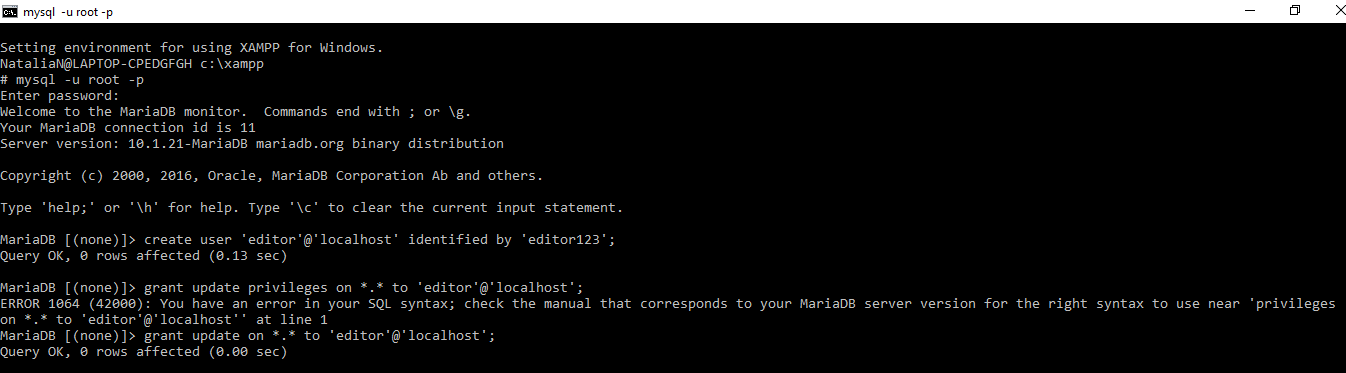 mysql -u root -p
Setting environment for using XAMPP for Windows.
NataliaN@LAPTOP-CPEDGFGH c:\xampp
# mysql -u root -p
Enter password:
Welcome to the MariaDB monitor.  Commands end with ; or \g.
Your MariaDB connection id is 11
Server version: 10.1.21-MariaDB mariadb.org binary distribution
Copyright (c) 2000, 2016, Oracle, MariaDB Corporation Ab and others.
Type 'help;' or '\h' for help. Type '\c' to clear the current input statement.
MariaDB [(none)]> create user 'editor'@'localhost' identified by 'editor123';
Query OK, 0 rows affected (0.13 sec)
MariaDB [(none)]> grant update privileges on *.* to 'editor'@'localhost';
ERROR 1064 (42000): You have an error in your SQL syntax; check the manual that corresponds to your MariaDB server version for the right syntax to use near 'privileges
on *.* to 'editor'@'localhost'' at line 1
MariaDB [(none)]> grant update on *.* to 'editor'@'localhost';
Query OK, 0 rows affected (0.00 sec)